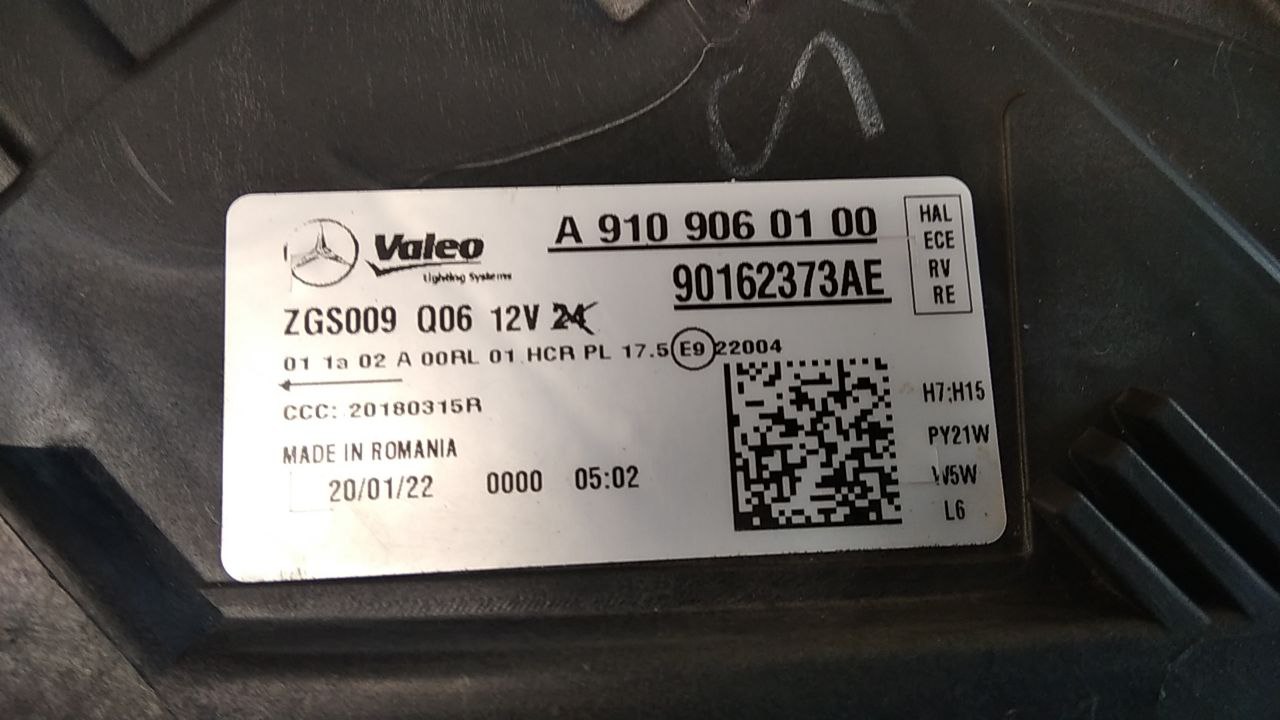 Valeo
Lighting Systems
A 910 906 01 00
90162373AE
HAL
ECE
RV
RE
ZGS009 Q06 12V 24
01 1a 02 A 00RL 01 HCR PL 17.5 E9 22004
CCC: 20180315R
MADE IN ROMANIA
20/01/22 0000 05:02
H7;H15
PY21W
W5W
L6